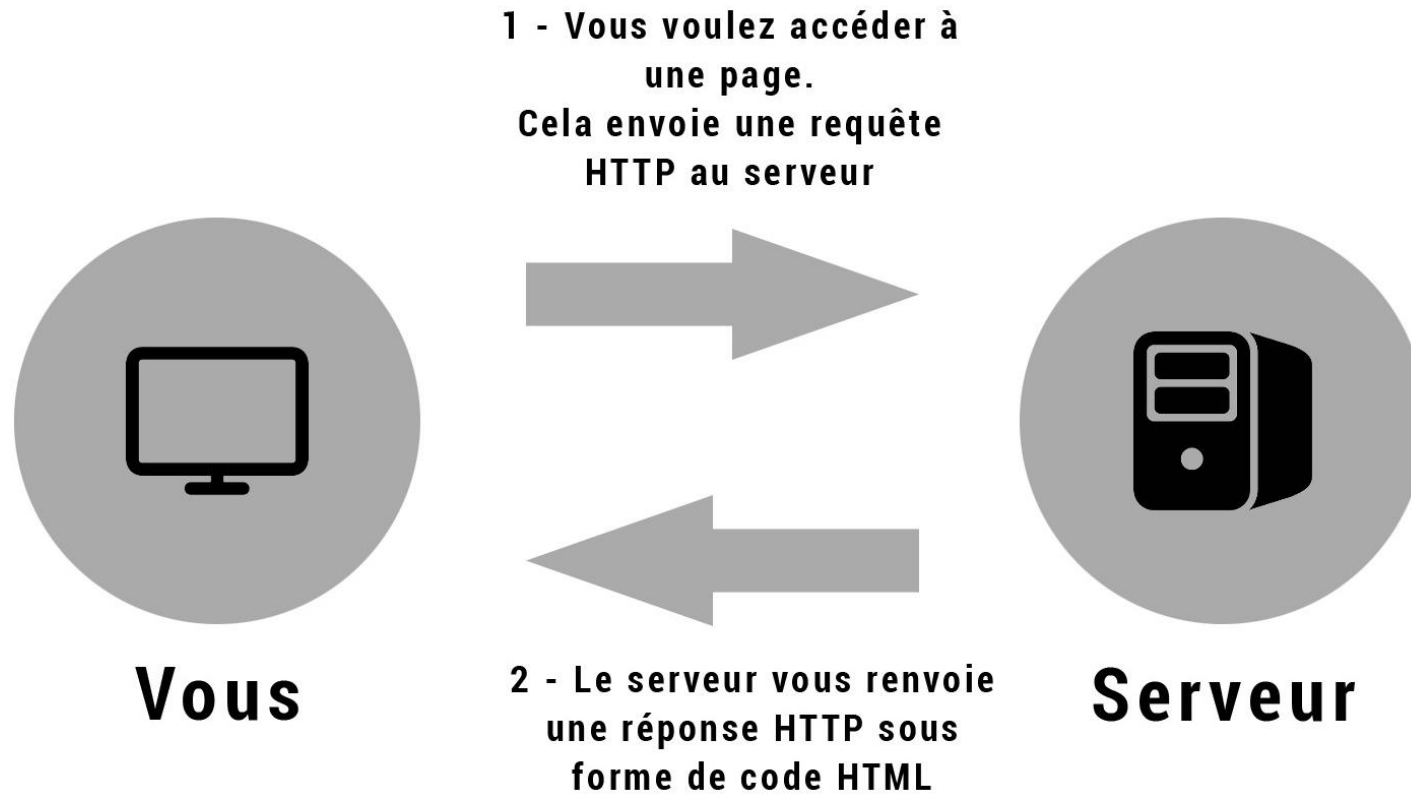 1 - Vous voulez accéder à
une page.
Cela envoie une requête
HTTP au serveur
Vous
Serveur
2 - Le serveur vous renvoie
une réponse HTTP sous
forme de code HTML